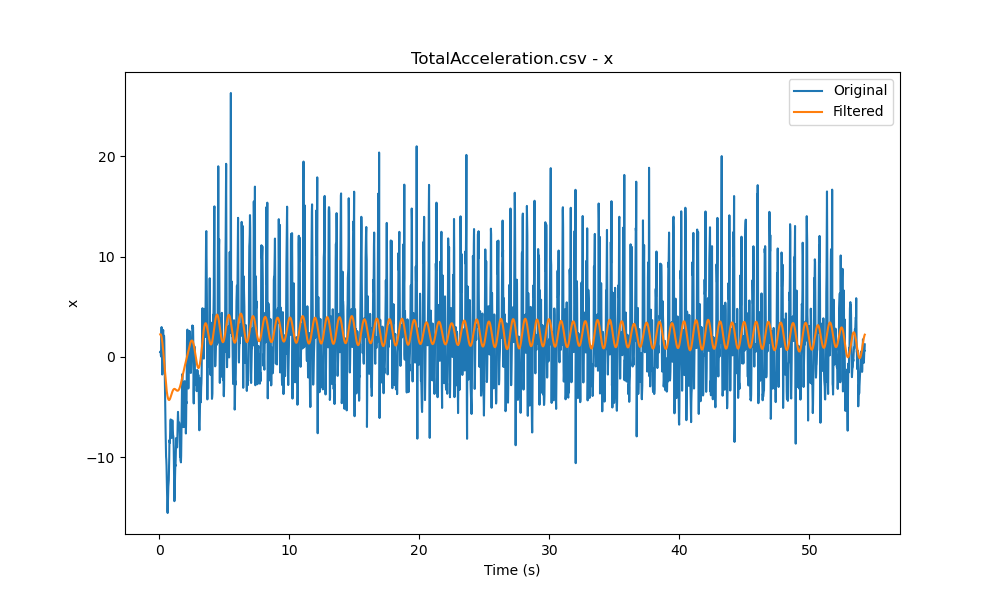 TotalAcceleration.csv - x
Original
Filtered
x
20
10
0
−10
0 10 20 30 40 50
Time (s)